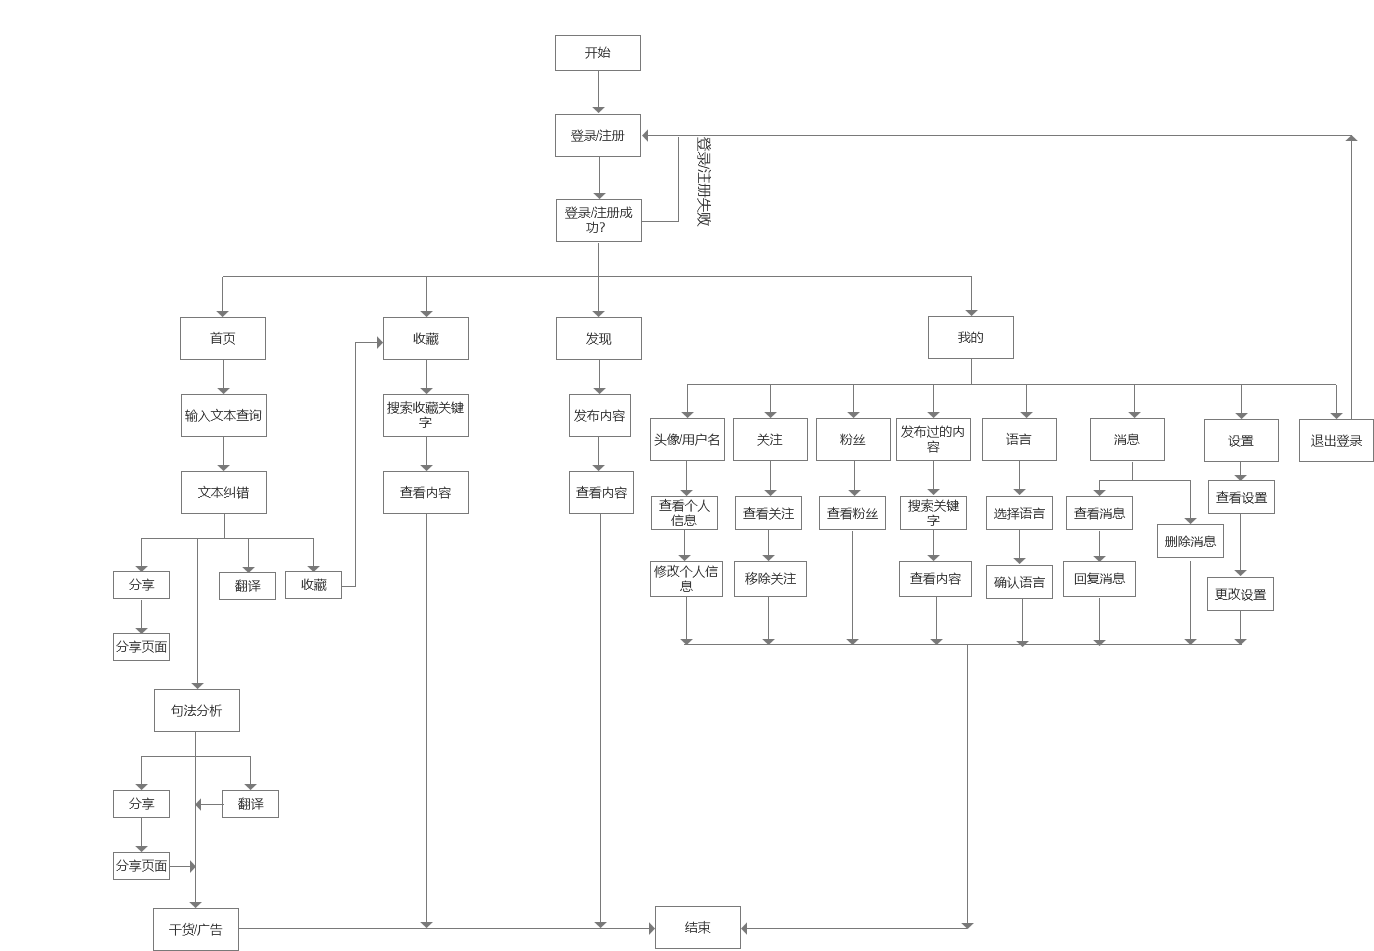 开始
登录/注册
登录/注册失败
登录/注册成
功?
首页
收藏
发现
我的
输入文本查询
搜索收藏关键
字
发布内容
头像/用户名
关注
粉丝
发布过的内
容
语言
消息
设置
退出登录
文本纠错
查看内容
查看内容
查看个人
信息
查看关注
查看粉丝
搜索关键
字
选择语言
查看消息
查看设置
删除消息
分享
翻译
收藏
修改个人信
息
移除关注
查看内容
确认语言
回复消息
更改设置
分享页面
句法分析
分享
翻译
分享页面
干货/广告
结束